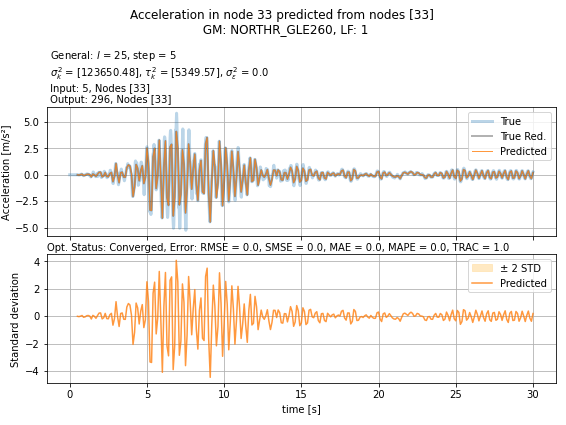 Acceleration in node 33 predicted from nodes [33]
GM: NORTHR_GLE260, LF: 1
General: l = 25, step = 5
σ²ₖ = [123650.48], τ²ₖ = [5349.57], σ²ε = 0.0
Input: 5, Nodes [33]
Output: 296, Nodes [33]
Acceleration [m/s²]
5.0
2.5
0.0
−2.5
−5.0
True
True Red.
Predicted
Opt. Status: Converged, Error: RMSE = 0.0, SMSE = 0.0, MAE = 0.0, MAPE = 0.0, TRAC = 1.0
Standard deviation
4
2
0
−2
−4
± 2 STD
Predicted
0 5 10 15 20 25 30
time [s]